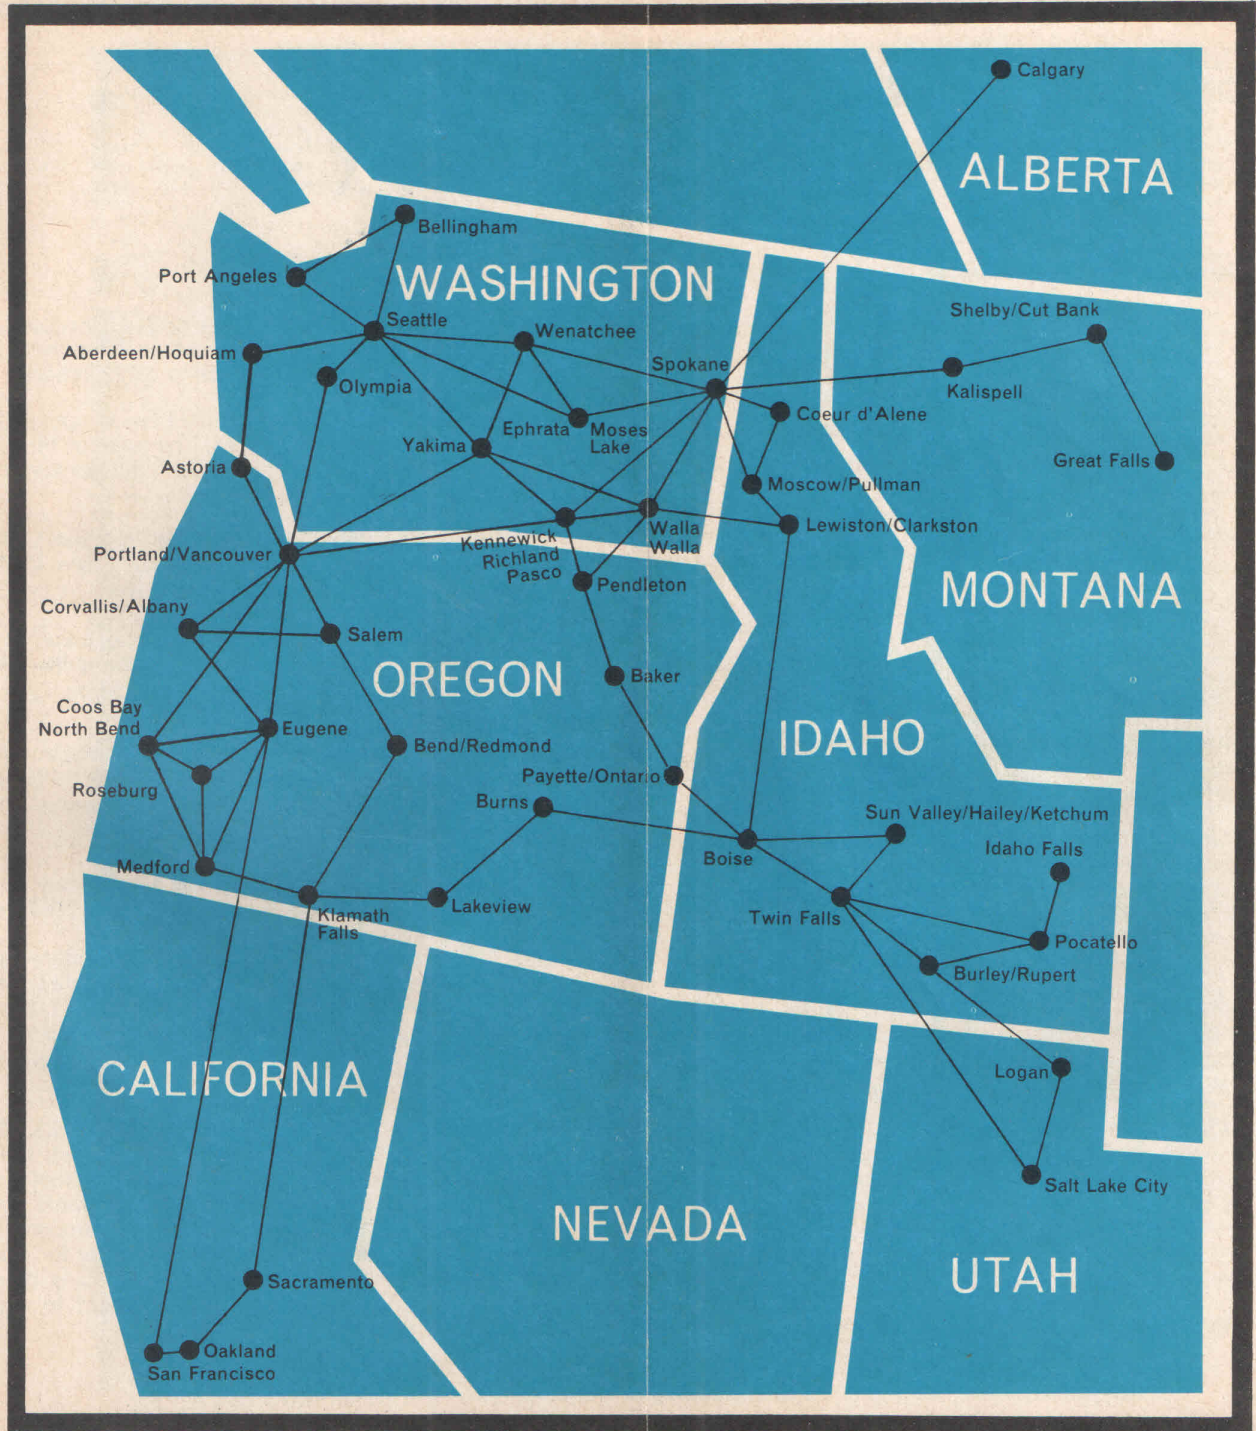 Calgary
ALBERTA
Bellingham
Port Angeles
WASHINGTON
Shelby/Cut Bank
Seattle
Wenatchee
Aberdeen/Hoquiam
Spokane
Olympia
Kalispell
Coeur d'Alene
Ephrata
Moses
Lake
Yakima
Great Falls
Astoria
Moscow/Pullman
Lewiston/Clarkston
Walla
Walla
Kennewick
Richland
Pasco
Portland/Vancouver
Pendleton
MONTANA
Corvallis/Albany
Salem
OREGON
Baker
Coos Bay
North Bend
Eugene
Bend/Redmond
IDAHO
Payette/Ontario
Roseburg
Burns
Sun Valley/Hailey/Ketchum
Idaho Falls
Boise
Medford
Lakeview
Klamath
Falls
Twin Falls
Pocatello
Burley/Rupert
CALIFORNIA
Logan
Salt Lake City
NEVADA
UTAH
Sacramento
Oakland
San Francisco